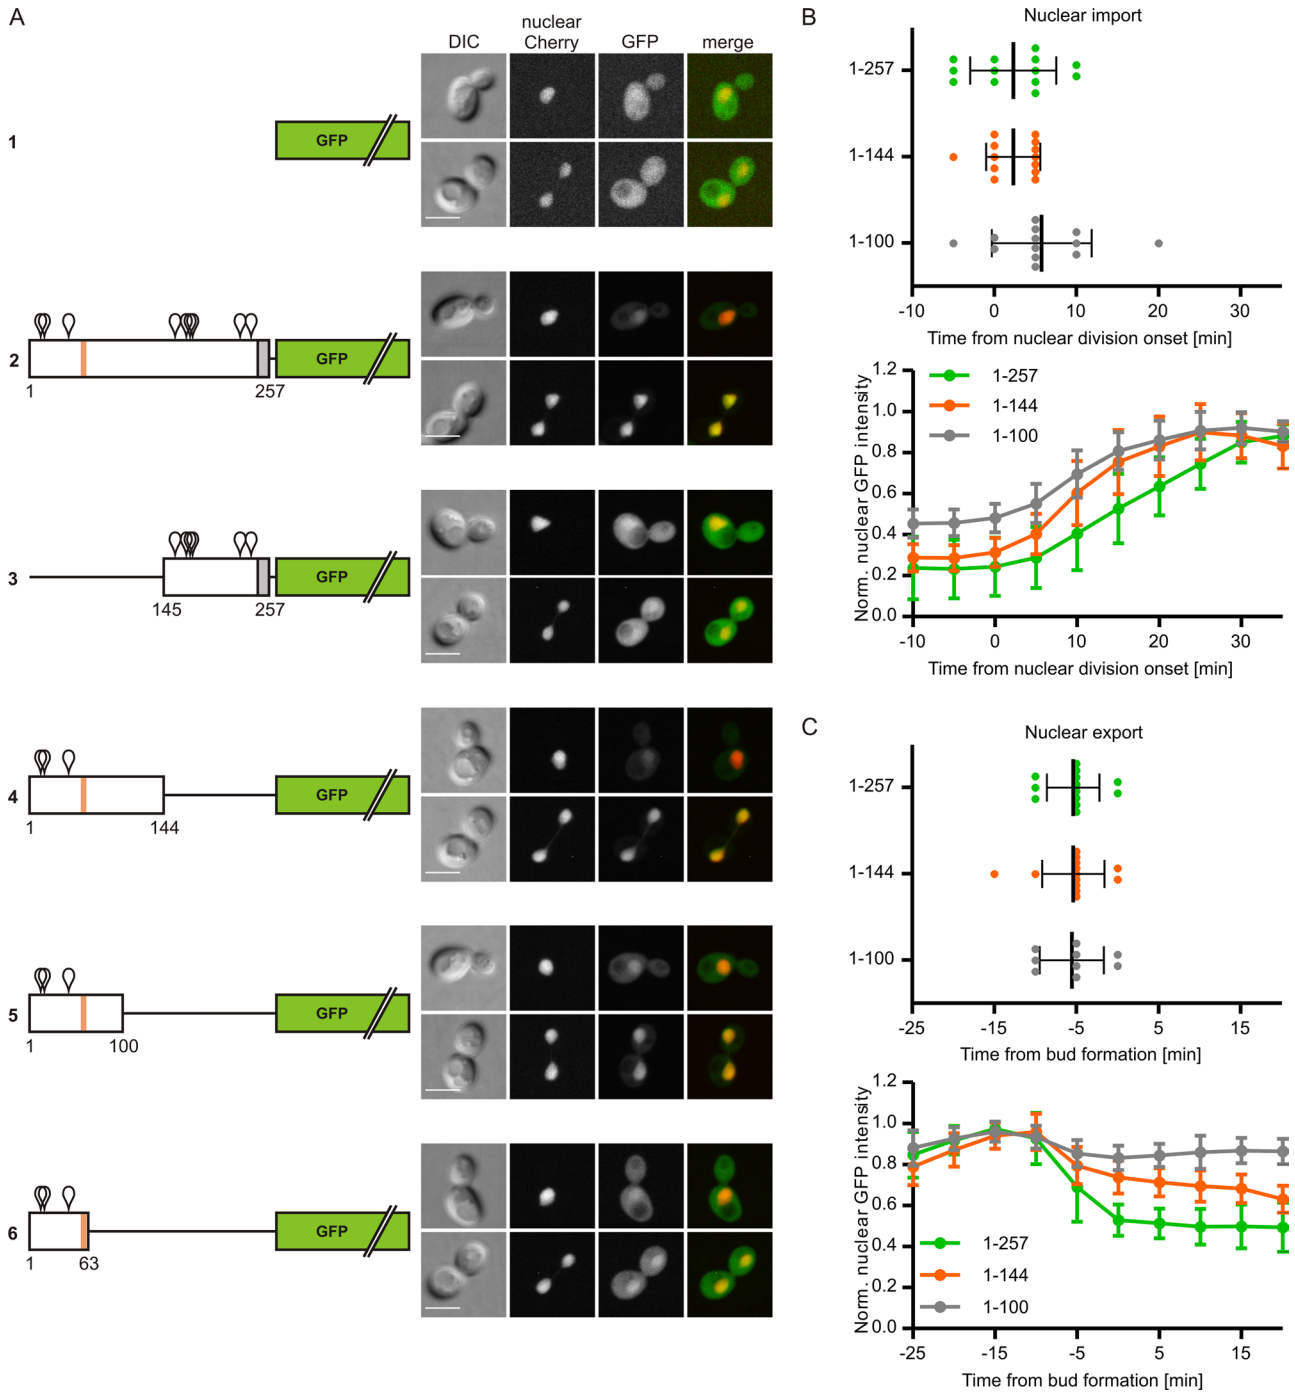 A
nuclear
DIC Cherry GFP merge
1 GFP
2 GFP
1 257
3 GFP
145 257
4 GFP
1 144
5 GFP
1 100
6 GFP
1 63
B
Nuclear import
1-257
1-144
1-100
-10 0 10 20 30
Time from nuclear division onset [min]
Norm. nuclear GFP intensity
1.2
1.0
0.8
0.6
0.4
0.2
0.0
1-257
1-144
1-100
-10 0 10 20 30
Time from nuclear division onset [min]
C
Nuclear export
1-257
1-144
1-100
-25 -15 -5 5 15
Time from bud formation [min]
Norm. nuclear GFP intensity
1.2
1.0
0.8
0.6
0.4
0.2
0.0
1-257
1-144
1-100
-25 -15 -5 5 15
Time from bud formation [min]